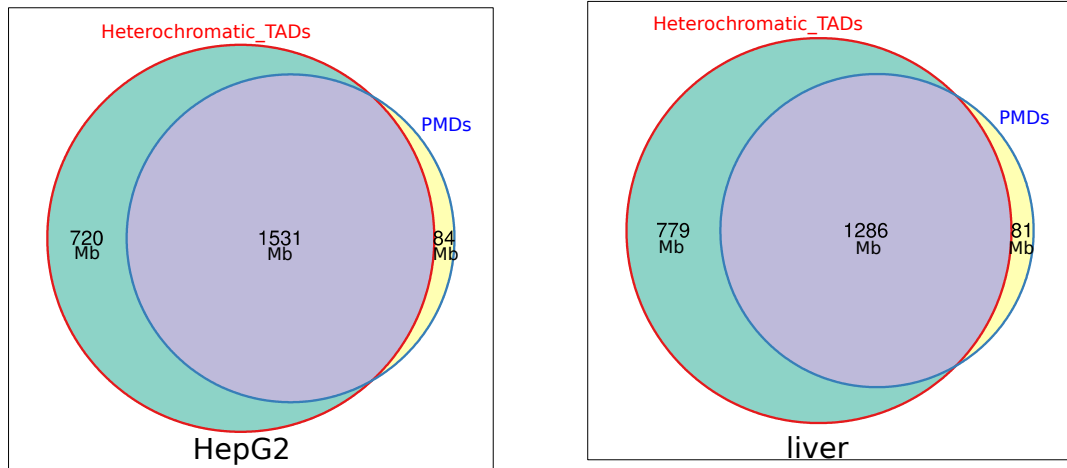 Heterochromatic_TADs
PMDs
720
Mb
1531
Mb
84
Mb
HepG2
Heterochromatic_TADs
PMDs
779
Mb
1286
Mb
81
Mb
liver